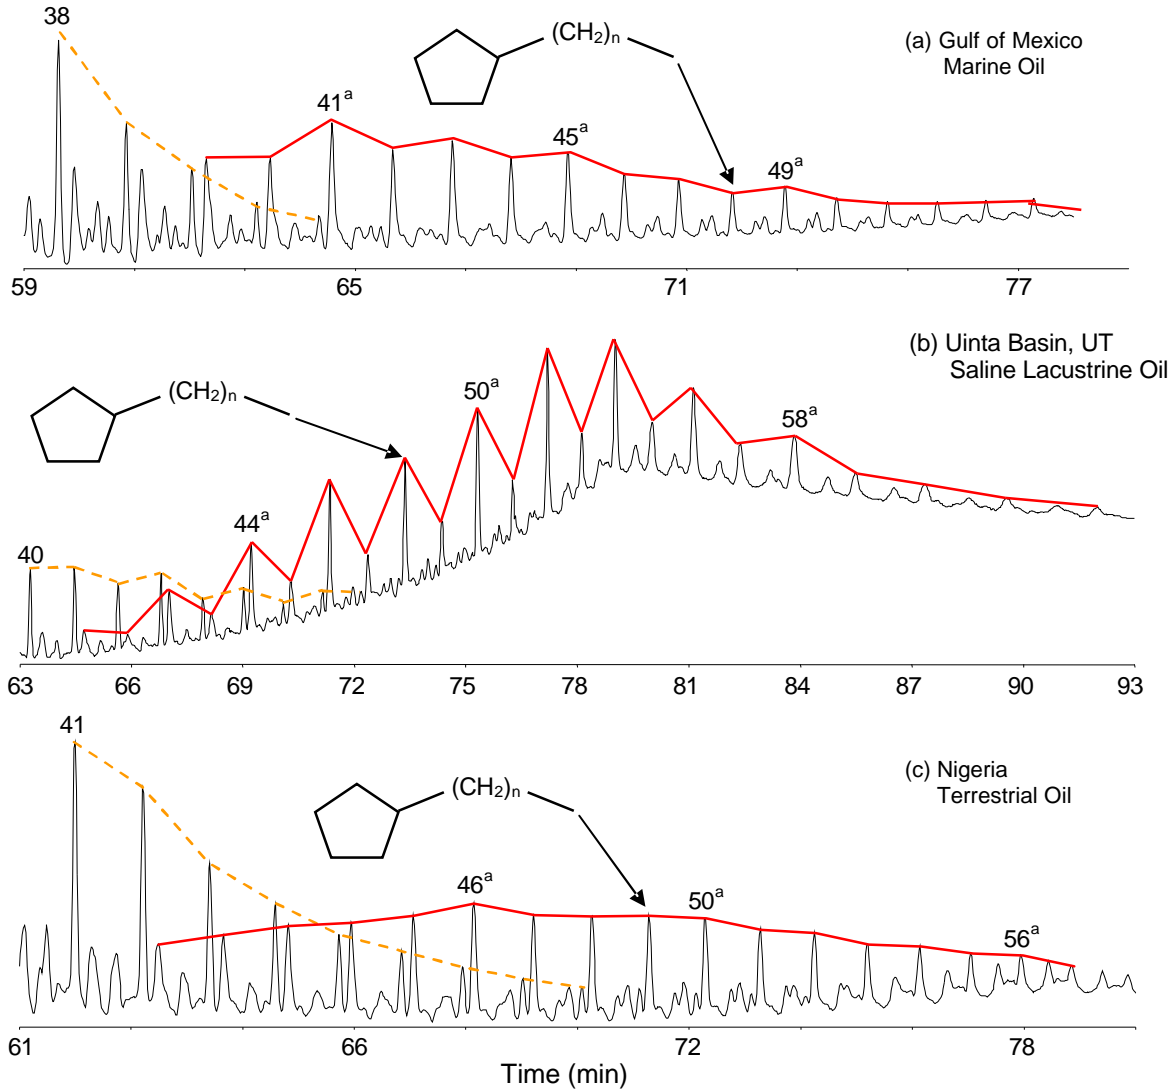 38
(CH₂)ₙ
(a) Gulf of Mexico
Marine Oil
41ᵃ
45ᵃ
49ᵃ
59 65 71 77
(b) Uinta Basin, UT
Saline Lacustrine Oil
(CH₂)ₙ
50ᵃ
58ᵃ
44ᵃ
40
63 66 69 72 75 78 81 84 87 90 93
41
(c) Nigeria
Terrestrial Oil
(CH₂)ₙ
46ᵃ
50ᵃ
56ᵃ
61 66 72 78
Time (min)